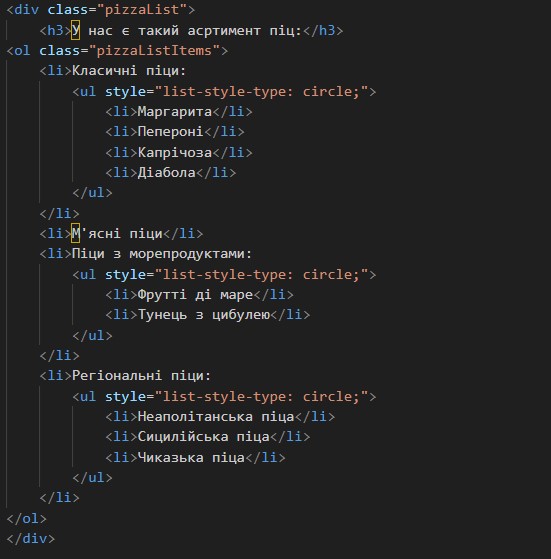 <div class="pizzaList">
    <h3>У нас є такий асртимент піц:</h3>
<ol class="pizzaListItems">
    <li>Класичні піци:
        <ul style="list-style-type: circle;">
            <li>Маргарита</li>
            <li>Пепероні</li>
            <li>Капрічоза</li>
            <li>Діабола</li>
        </ul>
    </li>
    <li>М'ясні піци</li>
    <li>Піци з морепродуктами:
        <ul style="list-style-type: circle;">
            <li>Фрутті ді маре</li>
            <li>Тунець з цибулею</li>
        </ul>
    </li>
    <li>Регіональні піци:
        <ul style="list-style-type: circle;">
            <li>Неаполітанська піца</li>
            <li>Сицилійська піца</li>
            <li>Чиказька піца</li>
        </ul>
    </li>
</ol>
</div>